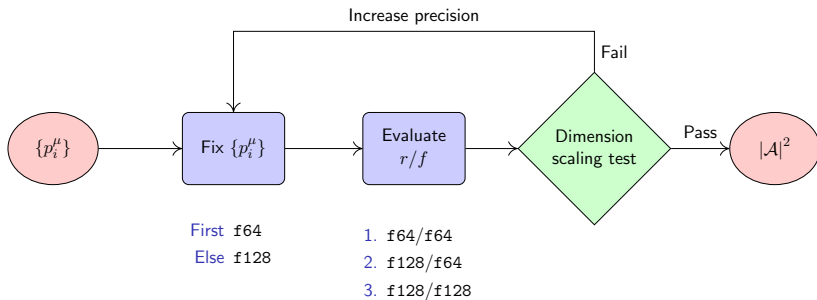 Increase precision
Fail
{p_i^μ}
Fix {p_i^μ}
Evaluate
r/f
Dimension
scaling test
Pass
|𝒜|²
First f64
Else f128
1. f64/f64
2. f128/f64
3. f128/f128